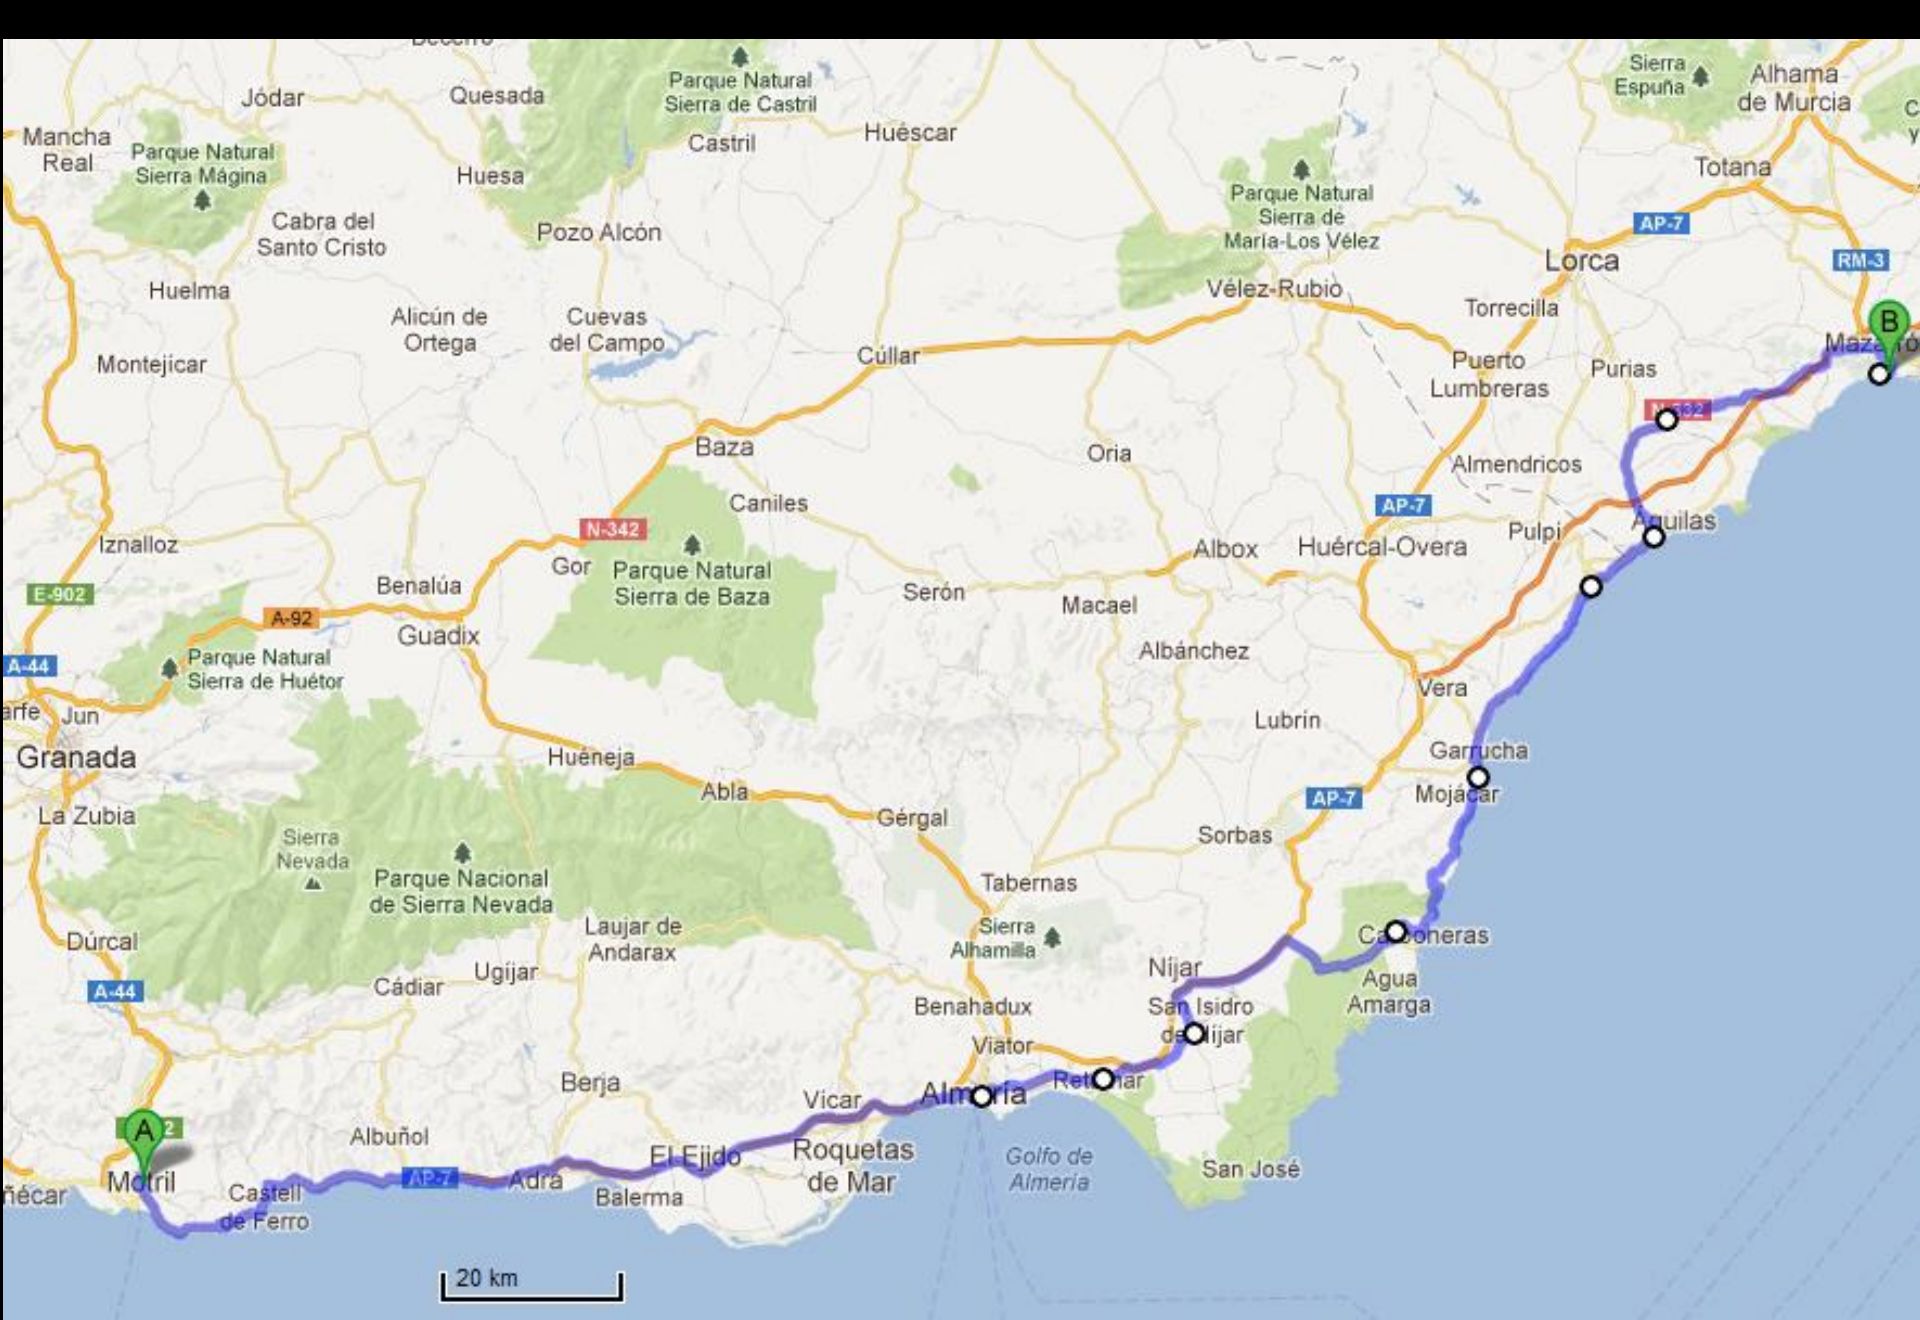 Jódar
Quesada
Parque Natural
Sierra de Castril
Castril
Huéscar
Sierra
Espuña
Alhama
de Murcia
Mancha
Real
Parque Natural
Sierra Mágina
Huesa
Totana
Parque Natural
Sierra de
María-Los Vélez
Cabra del
Santo Cristo
Pozo Alcón
AP-7
Lorca
RM-3
Huelma
Vélez-Rubio
Alicún de
Ortega
Cuevas
del Campo
Torrecilla
B
Montejícar
Cúllar
Puerto
Lumbreras
Purias
Baza
Oria
Almendricos
Caniles
AP-7
N-342
Pulpí
Águilas
Iznalloz
Gor
Parque Natural
Sierra de Baza
Albox
Huércal-Overa
Benalúa
Serón
Macael
E-902
A-92
Guadix
Albánchez
A-44
Parque Natural
Sierra de Huétor
Vera
Jun
Lubrín
Granada
Huéneja
Garrucha
Abla
AP-7
Mojácar
La Zubia
Gérgal
Sorbas
Sierra
Nevada
Parque Nacional
de Sierra Nevada
Tabernas
Laujar de
Andarax
Sierra
Alhamilla
Carboneras
Dúrcal
Ugíjar
Níjar
Agua
Amarga
A-44
Cádiar
Benahadux
San Isidro
de Níjar
Viator
Berja
Vicar
Almería
Retamar
A
Albuñol
El Ejido
Roquetas
de Mar
Golfo de
Almería
San José
Motril
Castell
de Ferro
AP-7
Adra
Balerma
20 km